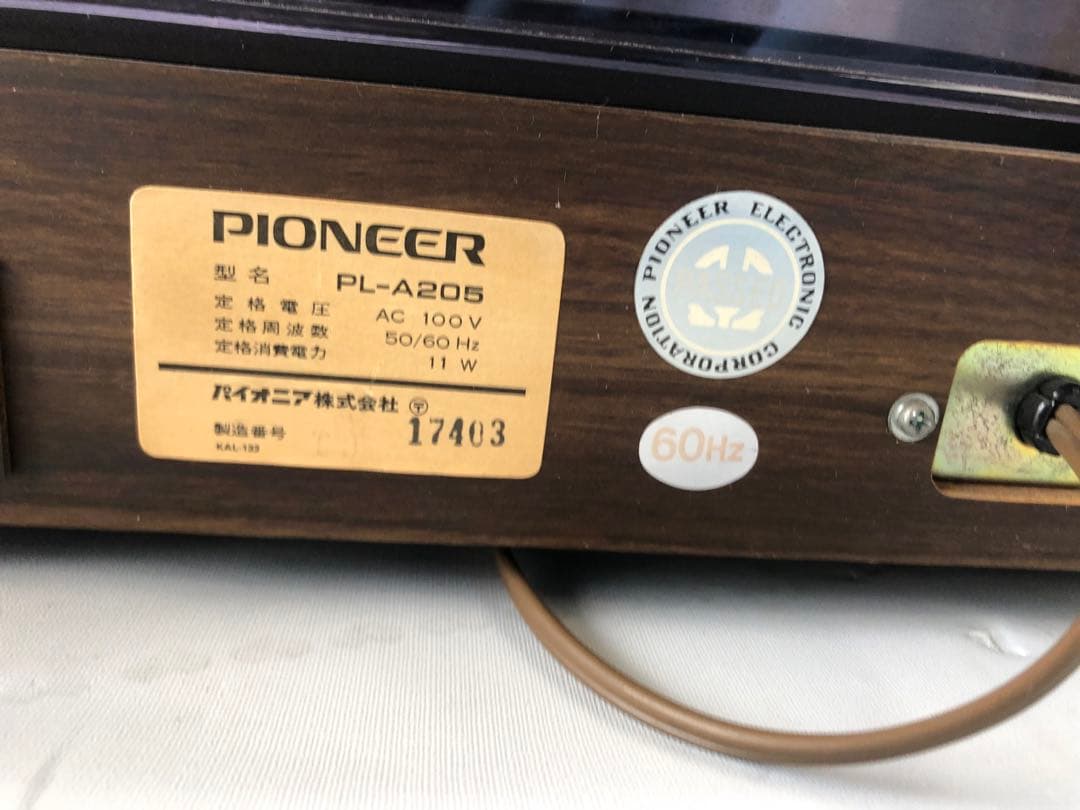 PIONEER
型名 PL-A205
定格電圧 AC 100V
定格周波数 50/60 Hz
定格消費電力 11 W
パイオニア株式会社 〒
製造番号 17403
KAL-133
PIONEER ELECTRONIC CORPORATION
60Hz